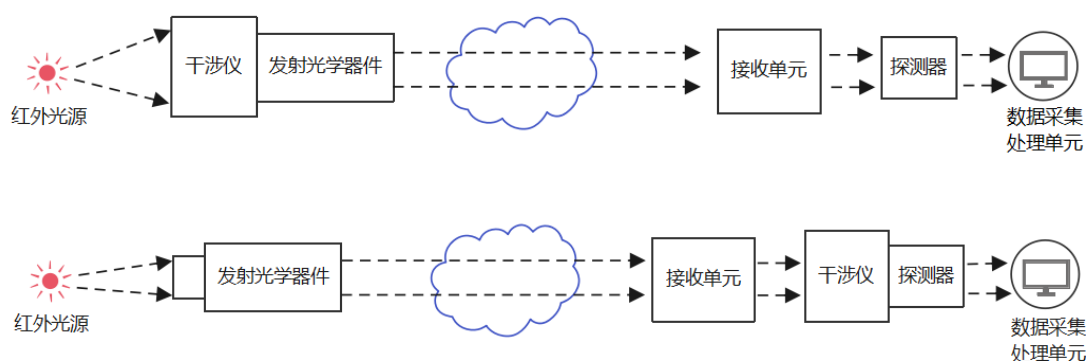 干涉仪
发射光学器件
接收单元
探测器
红外光源
数据采集
处理单元
发射光学器件
接收单元
干涉仪
探测器
红外光源
数据采集
处理单元